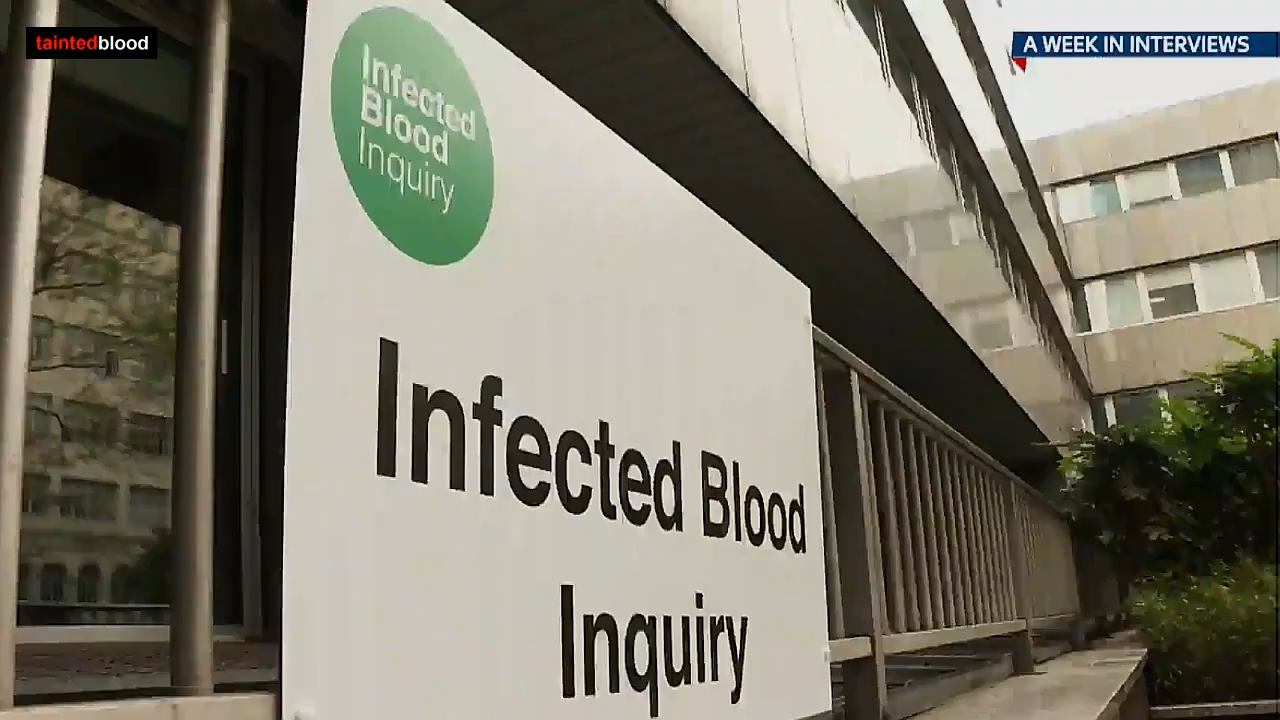 taintedblood
A WEEK IN INTERVIEWS
Infected
Blood
Inquiry
Infected Blood
Inquiry